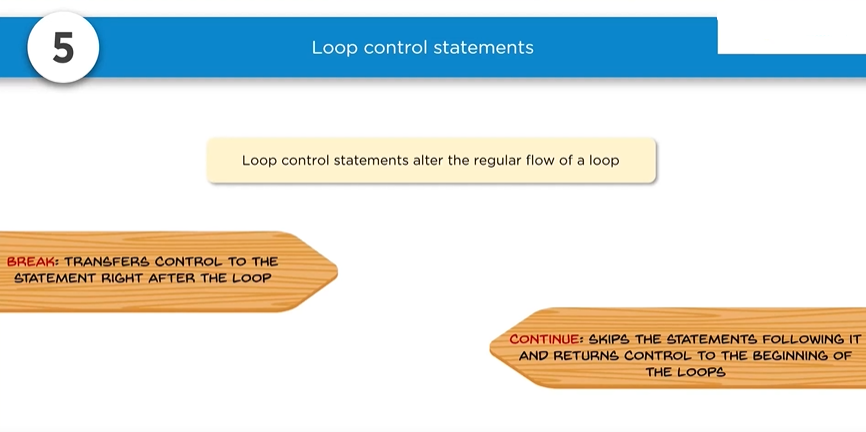 5
Loop control statements
Loop control statements alter the regular flow of a loop
BREAK: TRANSFERS CONTROL TO THE
STATEMENT RIGHT AFTER THE LOOP
CONTINUE: SKIPS THE STATEMENTS FOLLOWING IT
AND RETURNS CONTROL TO THE BEGINNING OF
THE LOOPS